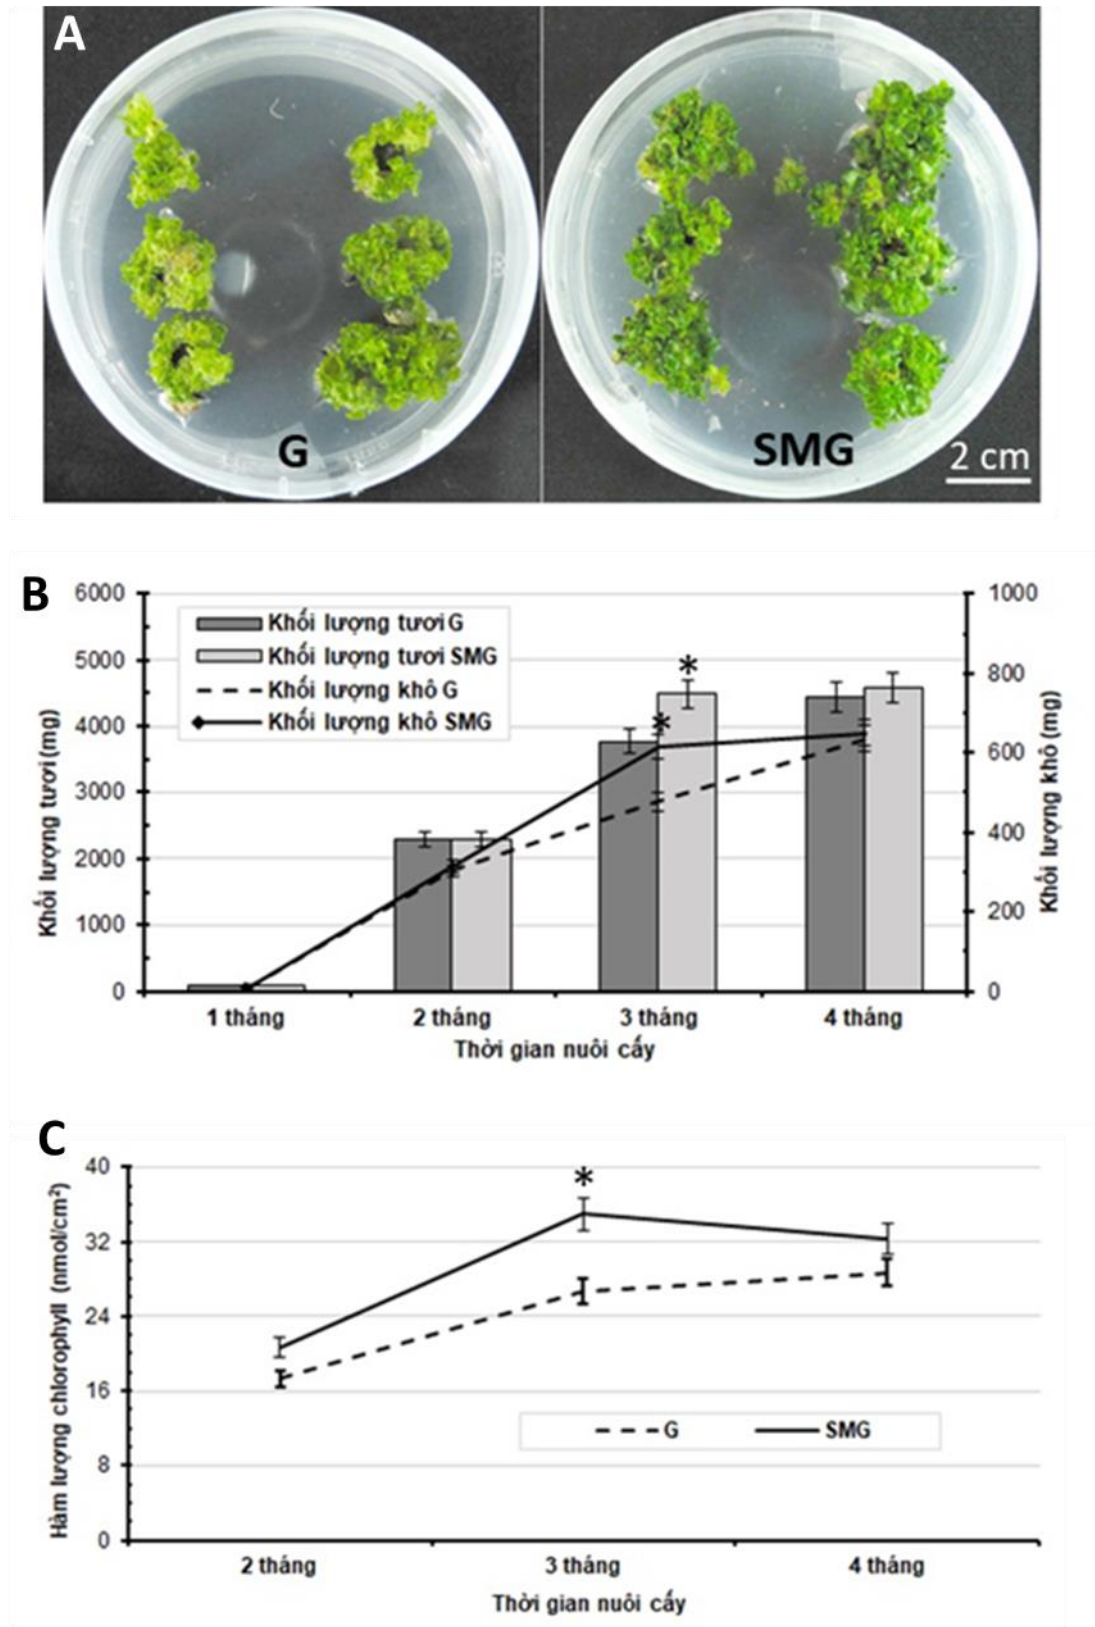 A
G
SMG
2 cm
B
Khối lượng tươi (mg)
6000
5000
4000
3000
2000
1000
0
Khối lượng tươi G
Khối lượng tươi SMG
Khối lượng khô G
Khối lượng khô SMG
*
*
1000
800
600
400
200
0
Khối lượng khô (mg)
1 tháng 2 tháng 3 tháng 4 tháng
Thời gian nuôi cấy
C
Hàm lượng chlorophyll (nmol/cm²)
40
32
24
16
8
0
*
G SMG
2 tháng 3 tháng 4 tháng
Thời gian nuôi cấy